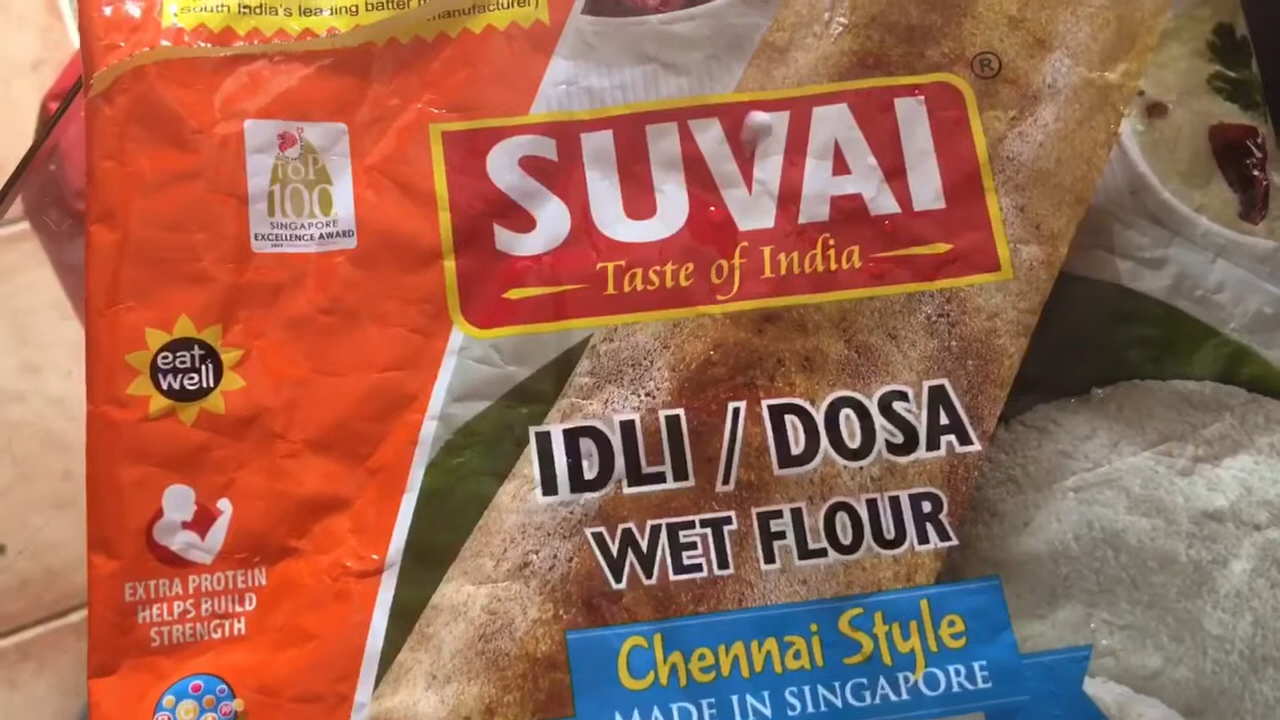 south India's leading batter manufacturer)
SUVAI
®
Taste of India
TOP
100
SINGAPORE
EXCELLENCE AWARD
eat
well
IDLI / DOSA
WET FLOUR
EXTRA PROTEIN
HELPS BUILD
STRENGTH
Chennai Style
MADE IN SINGAPORE